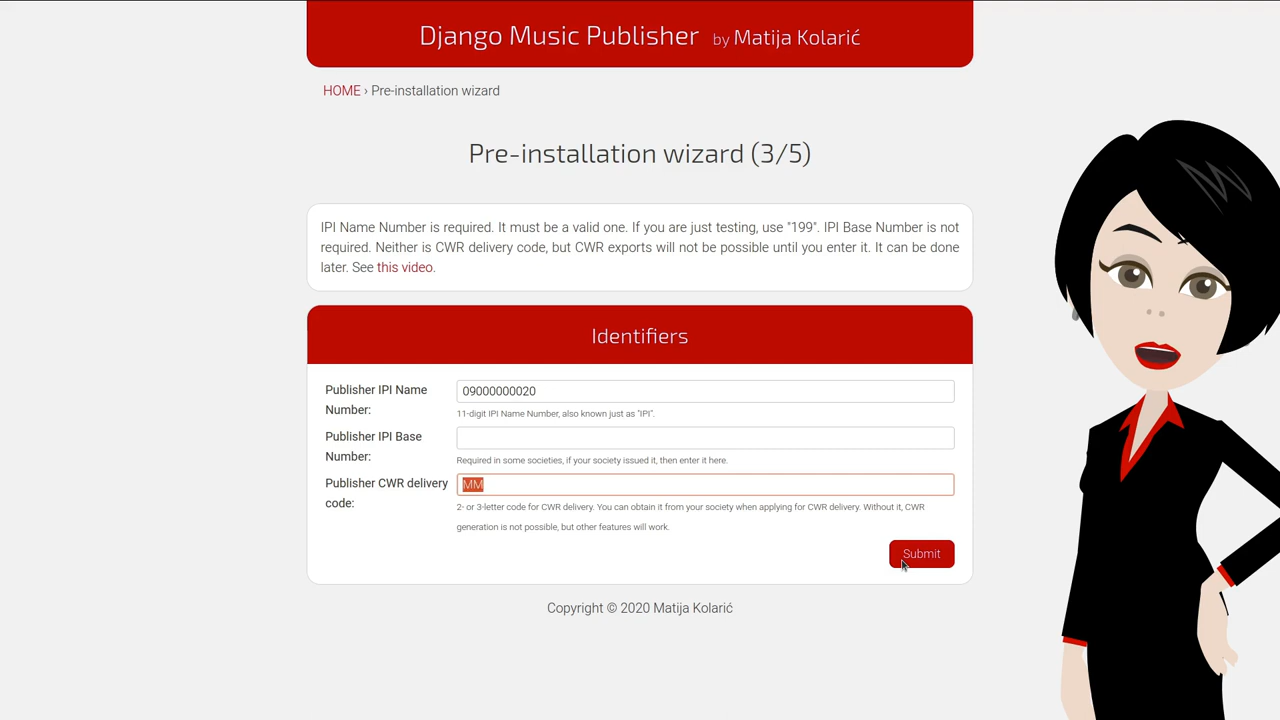 Django Music Publisher by Matija Kolarić
HOME › Pre-installation wizard
Pre-installation wizard (3/5)
IPI Name Number is required. It must be a valid one. If you are just testing, use "199". IPI Base Number is not
required. Neither is CWR delivery code, but CWR exports will not be possible until you enter it. It can be done
later. See this video.
Identifiers
Publisher IPI Name
Number:
09000000020
11-digit IPI Name Number, also known just as "IPI".
Publisher IPI Base
Number:
Required in some societies, if your society issued it, then enter it here.
Publisher CWR delivery
code:
MM
2- or 3-letter code for CWR delivery. You can obtain it from your society when applying for CWR delivery. Without it, CWR
generation is not possible, but other features will work.
Submit
Copyright © 2020 Matija Kolarić